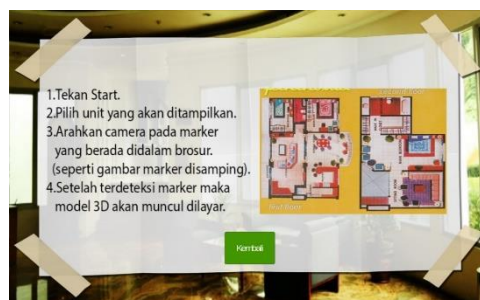 1.Tekan Start.
2.Pilih unit yang akan ditampilkan.
3.Arahkan camera pada marker
yang berada didalam brosur.
(seperti gambar marker disamping).
4.Setelah terdeteksi marker maka
model 3D akan muncul dilayar.
Kembali